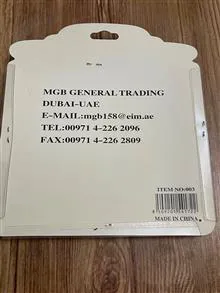 MGB GENERAL TRADING
DUBAI-UAE
E-MAIL:mgb158@eim.ae
TEL:00971 4-226 2096
FAX:00971 4-226 2809
ITEM NO:003
MADE IN CHINA